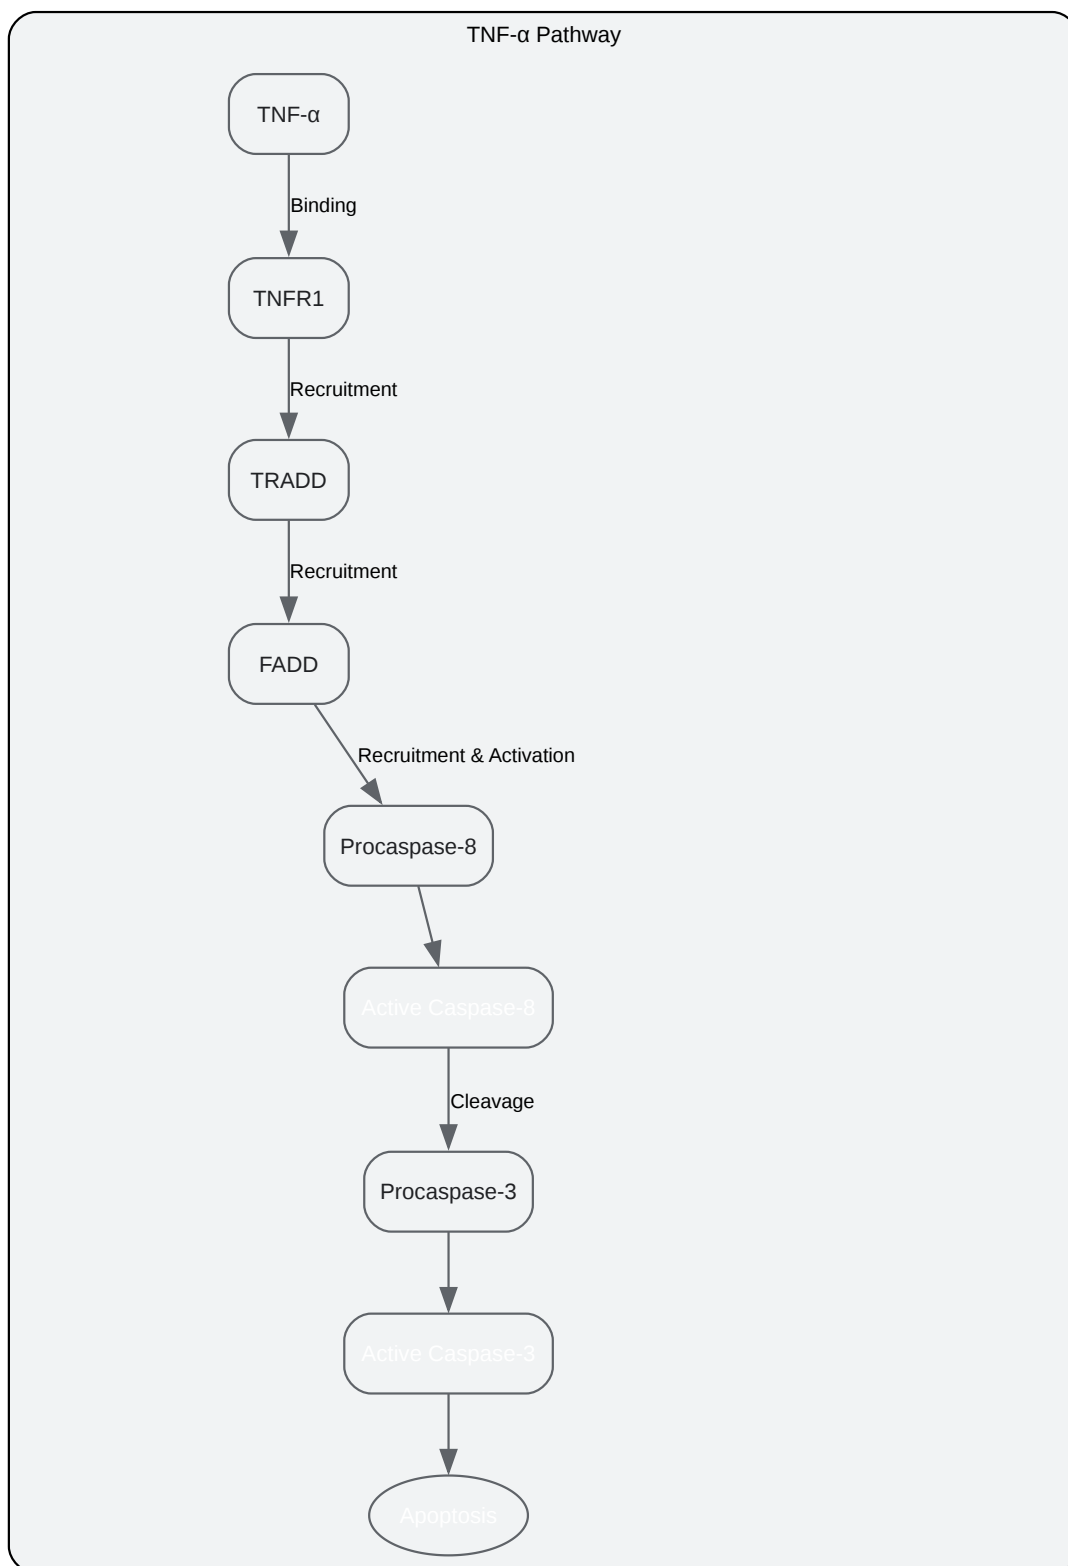 TNF-α Pathway
TNF-α
Binding
TNFR1
Recruitment
TRADD
Recruitment
FADD
Recruitment & Activation
Procaspase-8
Active Caspase-8
Cleavage
Procaspase-3
Active Caspase-3
Apoptosis